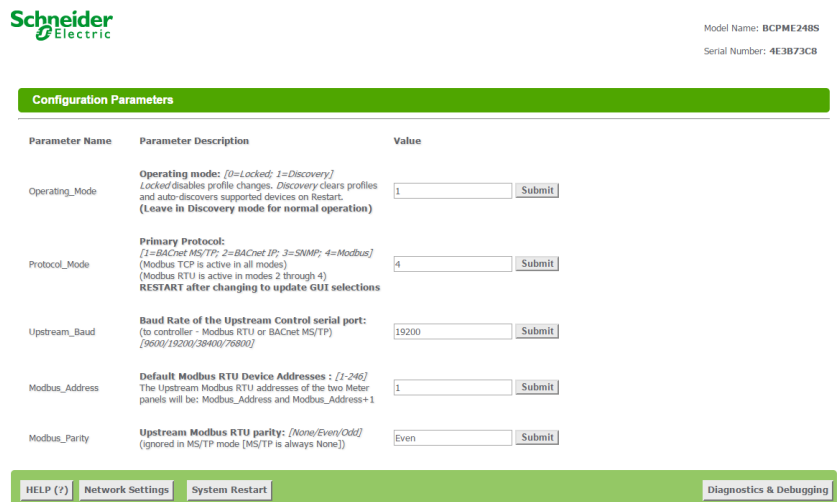 Schneider
Electric
Model Name: BCPME248S
Serial Number: 4E3B73C8
Configuration Parameters
Parameter Name Parameter Description Value
Operating mode: [0=Locked; 1=Discovery]
Locked disables profile changes. Discovery clears profiles
Operating_Mode and auto-discovers supported devices on Restart. 1 Submit
(Leave in Discovery mode for normal operation)
Primary Protocol:
[1=BACnet MS/TP; 2=BACnet IP; 3=SNMP; 4=Modbus]
Protocol_Mode (Modbus TCP is active in all modes) 4 Submit
(Modbus RTU is active in modes 2 through 4)
RESTART after changing to update GUI selections
Baud Rate of the Upstream Control serial port:
Upstream_Baud (to controller - Modbus RTU or BACnet MS/TP) 19200 Submit
[9600/19200/38400/76800]
Default Modbus RTU Device Addresses : [1-246]
Modbus_Address The Upstream Modbus RTU addresses of the two Meter 1 Submit
panels will be: Modbus_Address and Modbus_Address+1
Upstream Modbus RTU parity: [None/Even/Odd]
Modbus_Parity (ignored in MS/TP mode [MS/TP is always None]) Even Submit
HELP (?) Network Settings System Restart Diagnostics & Debugging